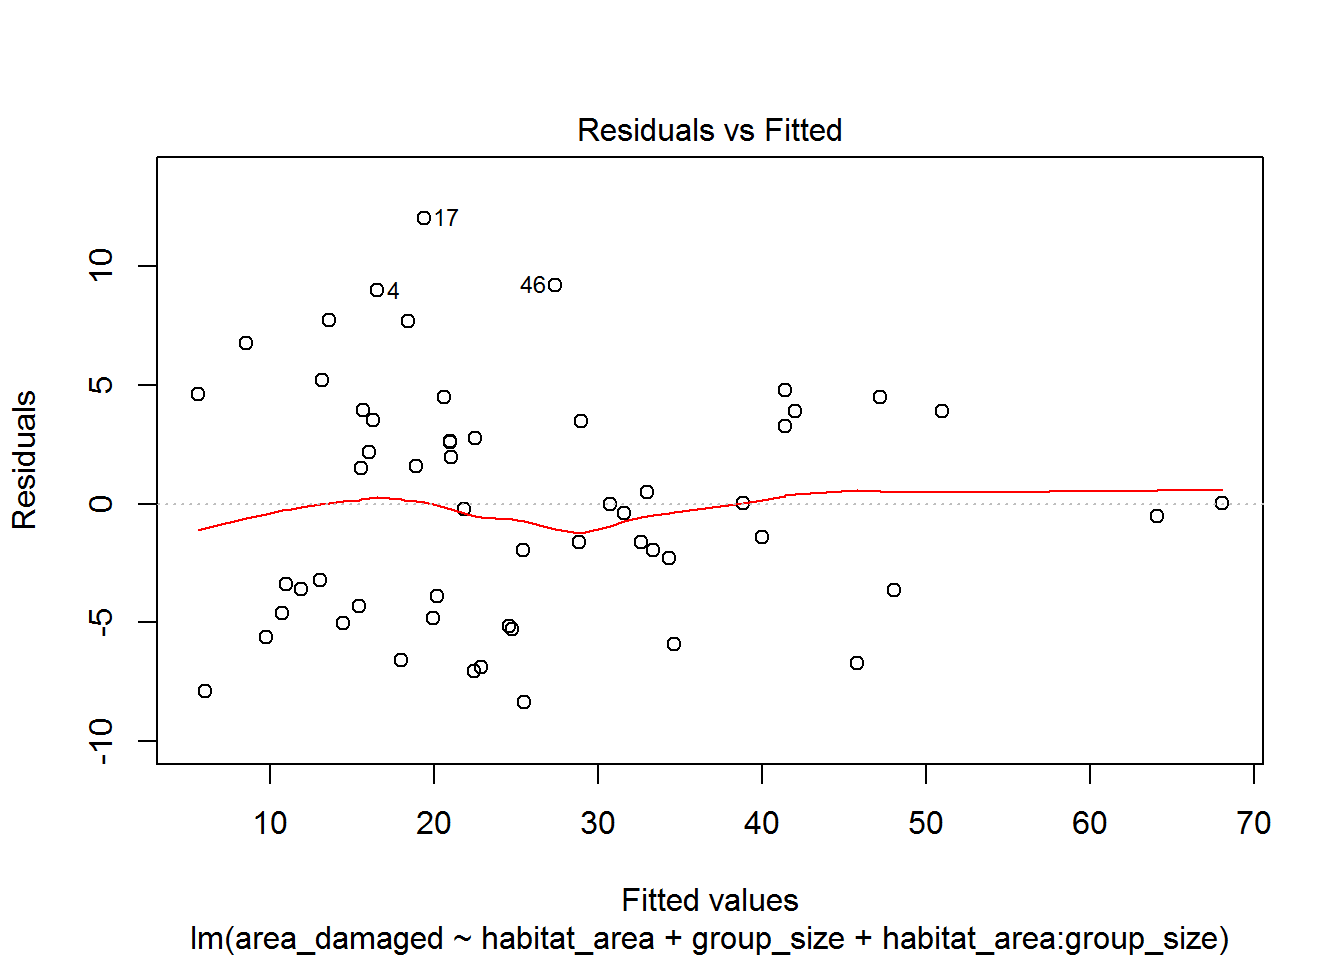 Residuals vs Fitted
17
46
4
Residuals
10
5
0
-5
-10
10 20 30 40 50 60 70
Fitted values
lm(area_damaged ~ habitat_area + group_size + habitat_area:group_size)